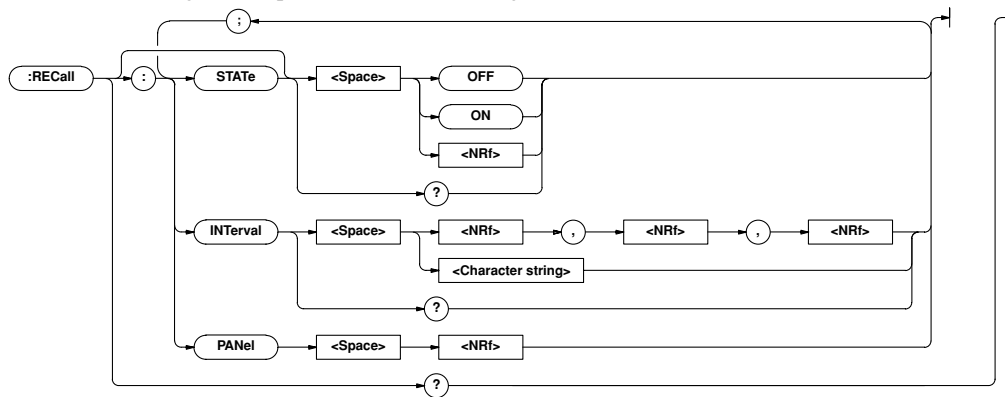 ;
:RECall : STATe <Space> OFF
ON
<NRf>
?
INTerval <Space> <NRf> , <NRf> , <NRf>
<Character string>
?
PANel <Space> <NRf>
?